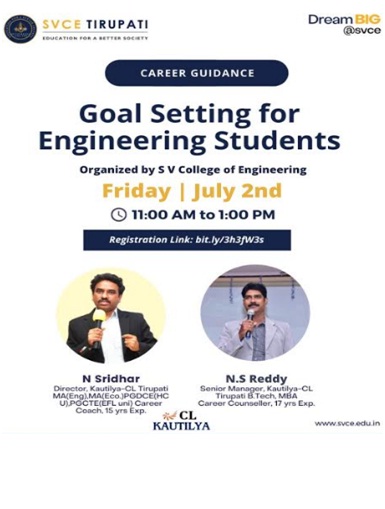 SVCE TIRUPATI
EDUCATION FOR A BETTER SOCIETY
Dream BIG
@svce
CAREER GUIDANCE
Goal Setting for
Engineering Students
Organized by S V College of Engineering
Friday | July 2nd
11:00 AM to 1:00 PM
Registration Link: bit.ly/3h3fW3s
N Sridhar
Director, Kautilya-CL Tirupati
MA(Eng),MA(Eco.)PGDCE(HC
U),PGCTE(EFL uni) Career
Coach, 15 yrs Exp.
N.S Reddy
Senior Manager, Kautilya-CL
Tirupati B.Tech, MBA
Career Counseller, 17 yrs Exp.
CL
KAUTILYA
www.svce.edu.in